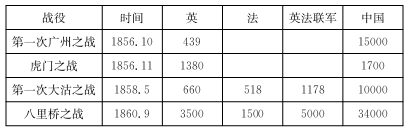 战役 时间 英 法 英法联军 中国
第一次广州之战 1856.10 439 15000
虎门之战 1856.11 1380 1700
第一次大沽之战 1858.5 660 518 1178 10000
八里桥之战 1860.9 3500 1500 5000 34000